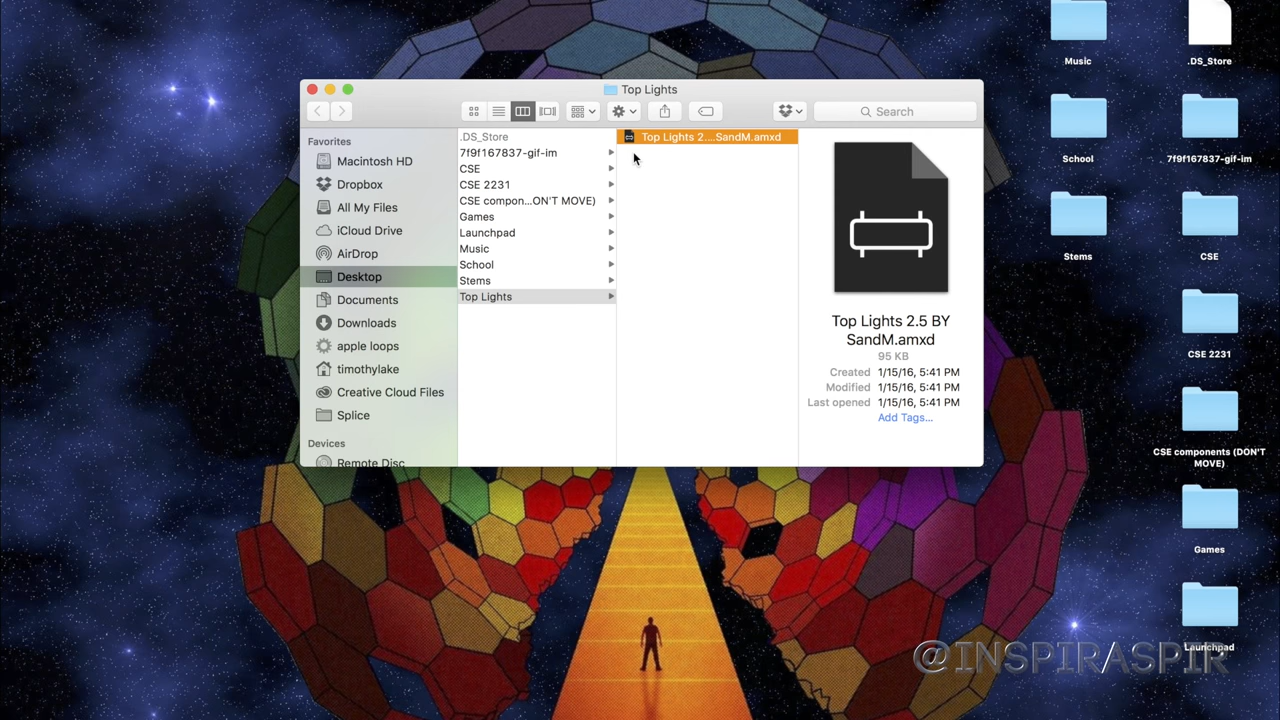 Top Lights
Search
Favorites
Macintosh HD
Dropbox
All My Files
iCloud Drive
AirDrop
Desktop
Documents
Downloads
apple loops
timothylake
Creative Cloud Files
Splice
Devices
Remote Disc
.DS_Store
7f9f167837-gif-im
CSE
CSE 2231
CSE compon...ON'T MOVE)
Games
Launchpad
Music
School
Stems
Top Lights
Top Lights 2....SandM.amxd
Top Lights 2.5 BY
SandM.amxd
95 KB
Created 1/15/16, 5:41 PM
Modified 1/15/16, 5:41 PM
Last opened 1/15/16, 5:41 PM
Add Tags...
Music
School
Stems
.DS_Store
7f9f167837-gif-im
CSE
CSE 2231
CSE components (DON'T
MOVE)
Games
Launchpad
@INSPIRASPIR